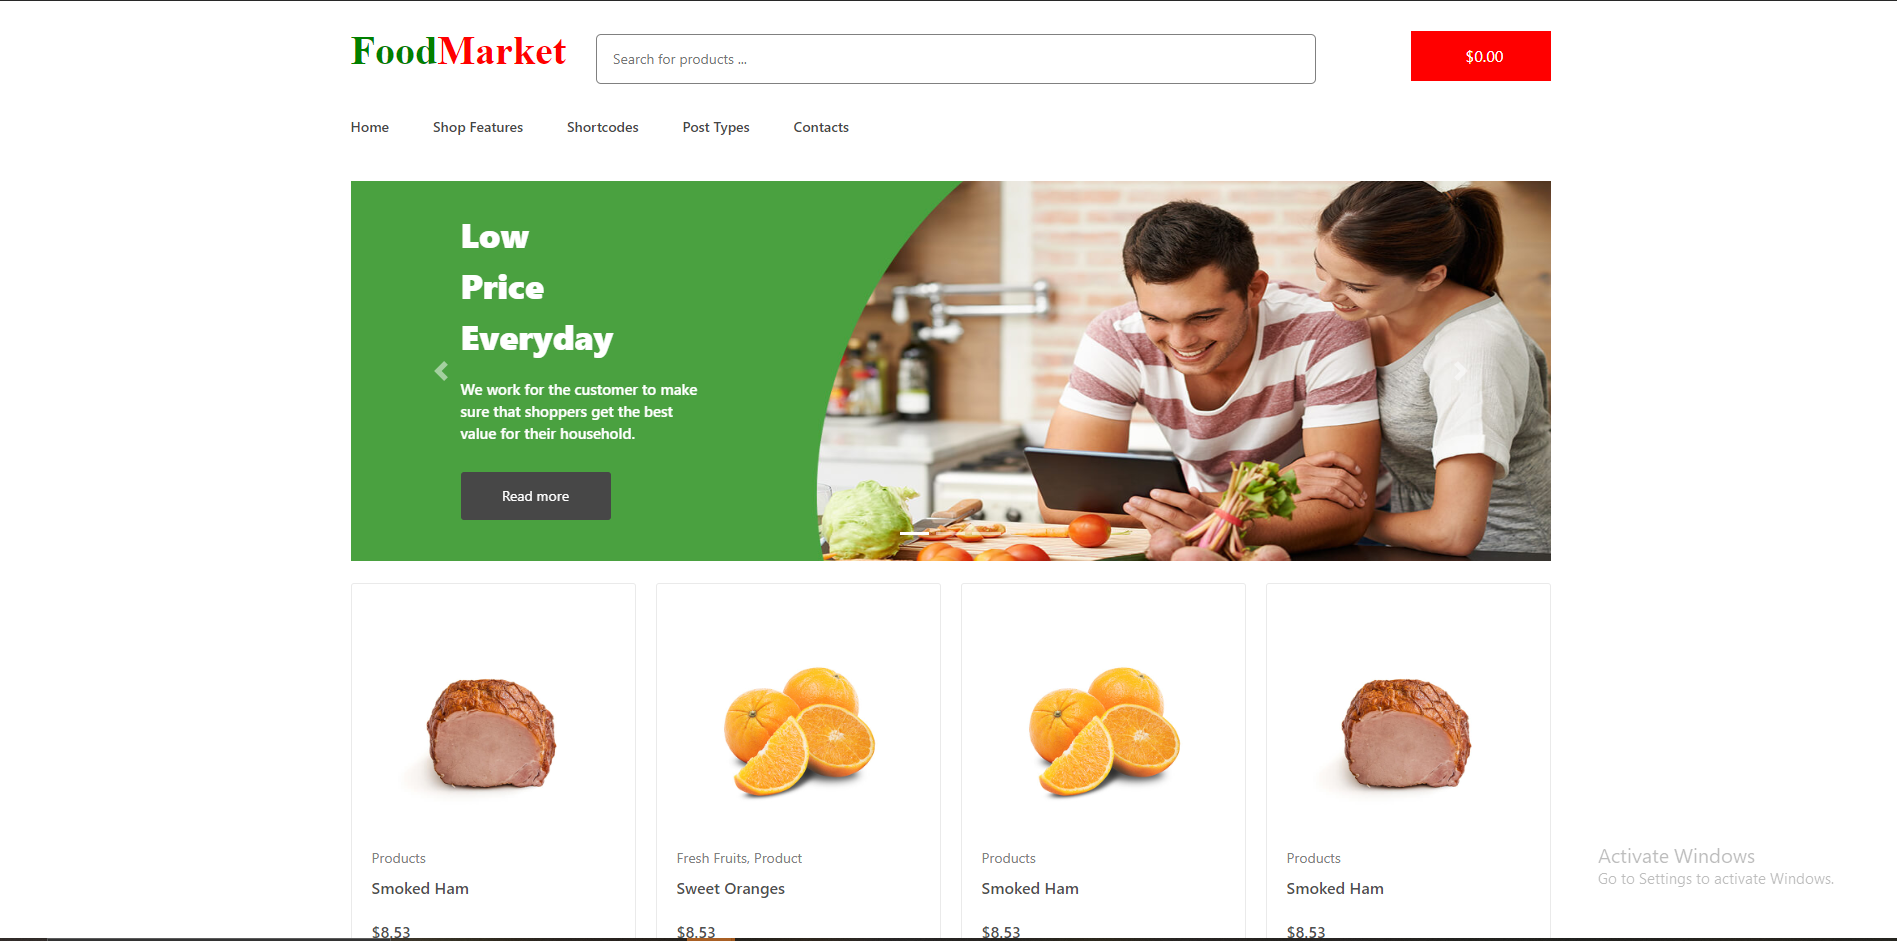 FoodMarket
Search for products ...
$0.00
Home Shop Features Shortcodes Post Types Contacts
Low
Price
Everyday
We work for the customer to make
sure that shoppers get the best
value for their household.
Read more
Products
Smoked Ham
$8.53
Fresh Fruits, Product
Sweet Oranges
$8.53
Products
Smoked Ham
$8.53
Products
Smoked Ham
$8.53
Activate Windows
Go to Settings to activate Windows.